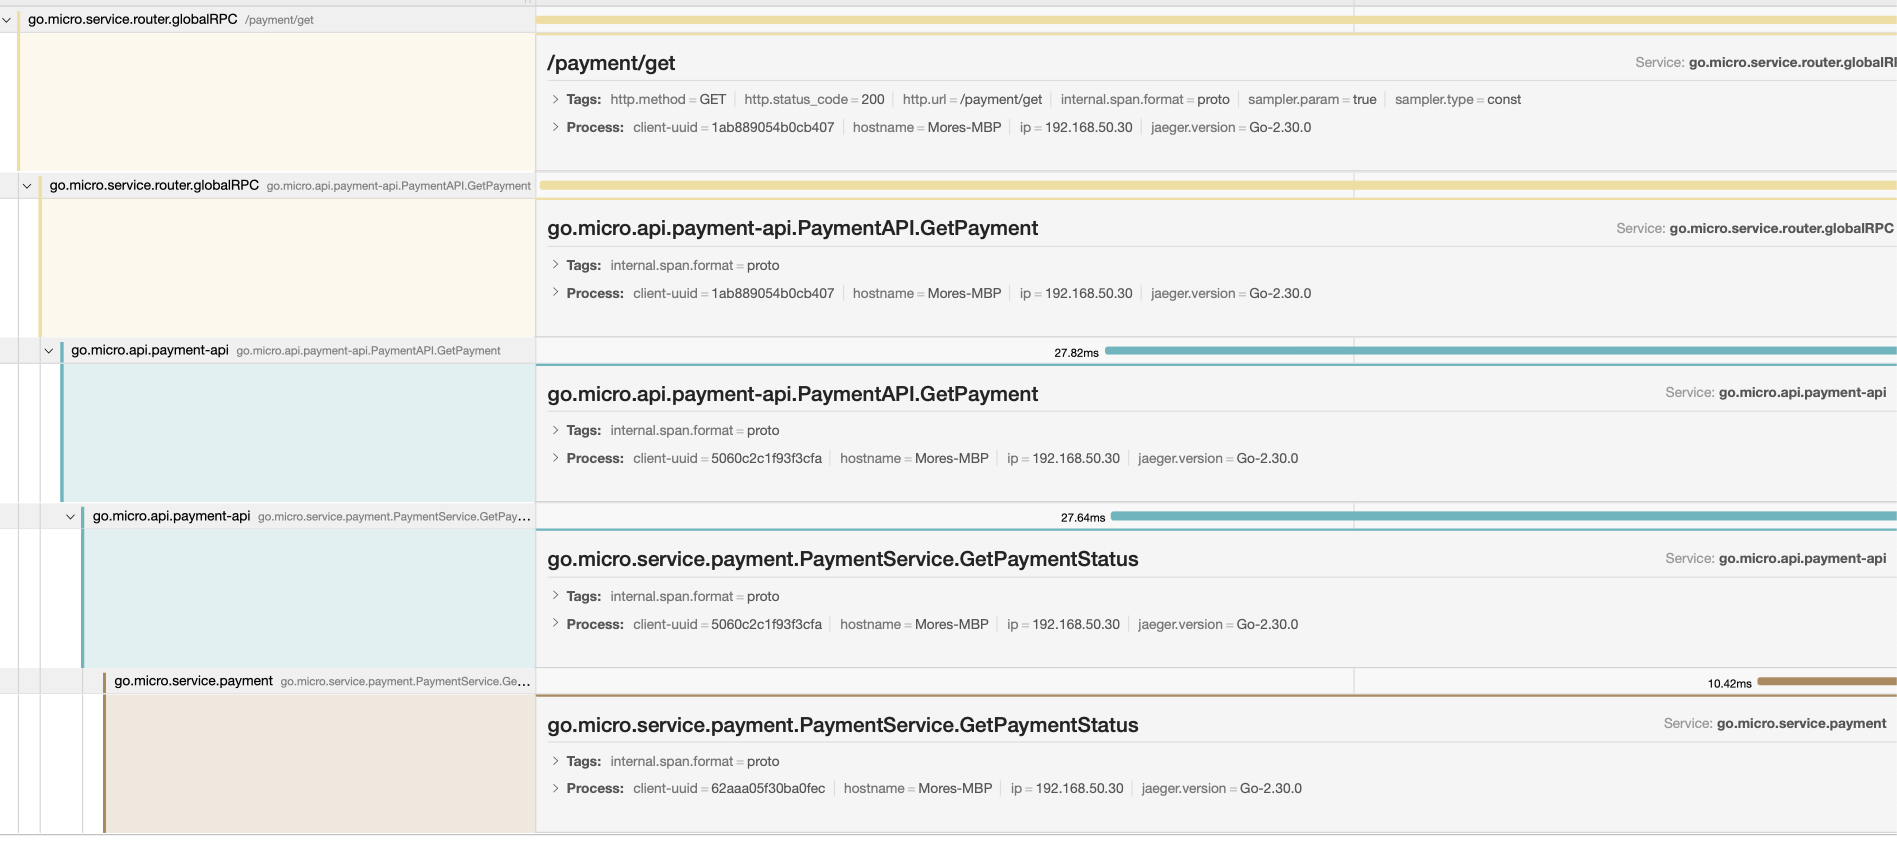 go.micro.service.router.globalRPC /payment/get
/payment/get Service: go.micro.service.router.globalRI
Tags: http.method = GET http.status_code = 200 http.url = /payment/get internal.span.format = proto sampler.param = true sampler.type = const
Process: client-uuid = 1ab889054b0cb407 hostname = Mores-MBP ip = 192.168.50.30 jaeger.version = Go-2.30.0
go.micro.service.router.globalRPC go.micro.api.payment-api.PaymentAPI.GetPayment
go.micro.api.payment-api.PaymentAPI.GetPayment Service: go.micro.service.router.globalRPC
Tags: internal.span.format = proto
Process: client-uuid = 1ab889054b0cb407 hostname = Mores-MBP ip = 192.168.50.30 jaeger.version = Go-2.30.0
go.micro.api.payment-api go.micro.api.payment-api.PaymentAPI.GetPayment 27.82ms
go.micro.api.payment-api.PaymentAPI.GetPayment Service: go.micro.api.payment-api
Tags: internal.span.format = proto
Process: client-uuid = 5060c2c1f93f3cfa hostname = Mores-MBP ip = 192.168.50.30 jaeger.version = Go-2.30.0
go.micro.api.payment-api go.micro.service.payment.PaymentService.GetPay... 27.64ms
go.micro.service.payment.PaymentService.GetPaymentStatus Service: go.micro.api.payment-api
Tags: internal.span.format = proto
Process: client-uuid = 5060c2c1f93f3cfa hostname = Mores-MBP ip = 192.168.50.30 jaeger.version = Go-2.30.0
go.micro.service.payment go.micro.service.payment.PaymentService.Ge... 10.42ms
go.micro.service.payment.PaymentService.GetPaymentStatus Service: go.micro.service.payment
Tags: internal.span.format = proto
Process: client-uuid = 62aaa05f30ba0fec hostname = Mores-MBP ip = 192.168.50.30 jaeger.version = Go-2.30.0